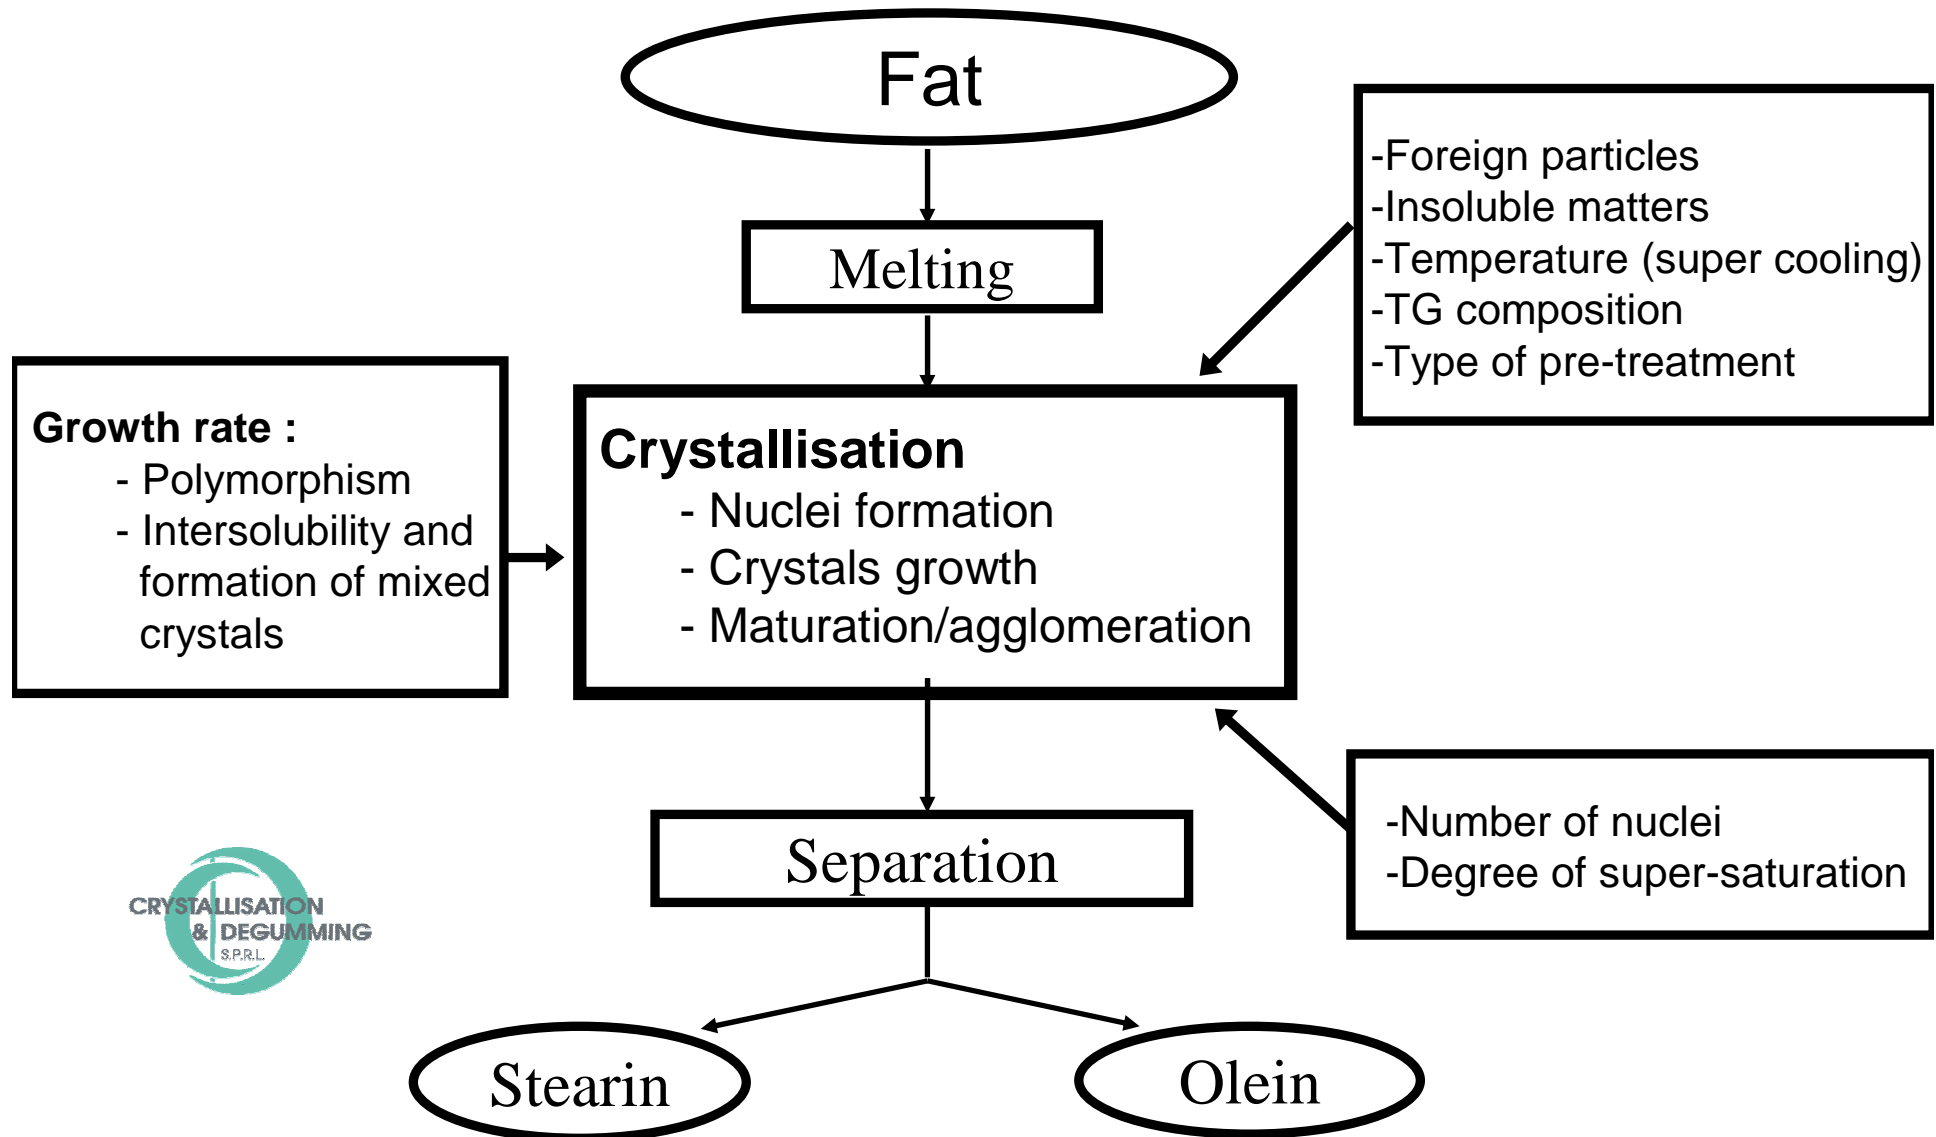 Fat
-Foreign particles
-Insoluble matters
-Temperature (super cooling)
-TG composition
-Type of pre-treatment
Melting
Growth rate :
- Polymorphism
- Intersolubility and
formation of mixed
crystals
Crystallisation
- Nuclei formation
- Crystals growth
- Maturation/agglomeration
-Number of nuclei
-Degree of super-saturation
Separation
CRYSTALLISATION
& DEGUMMING
S.P.R.L.
Stearin
Olein